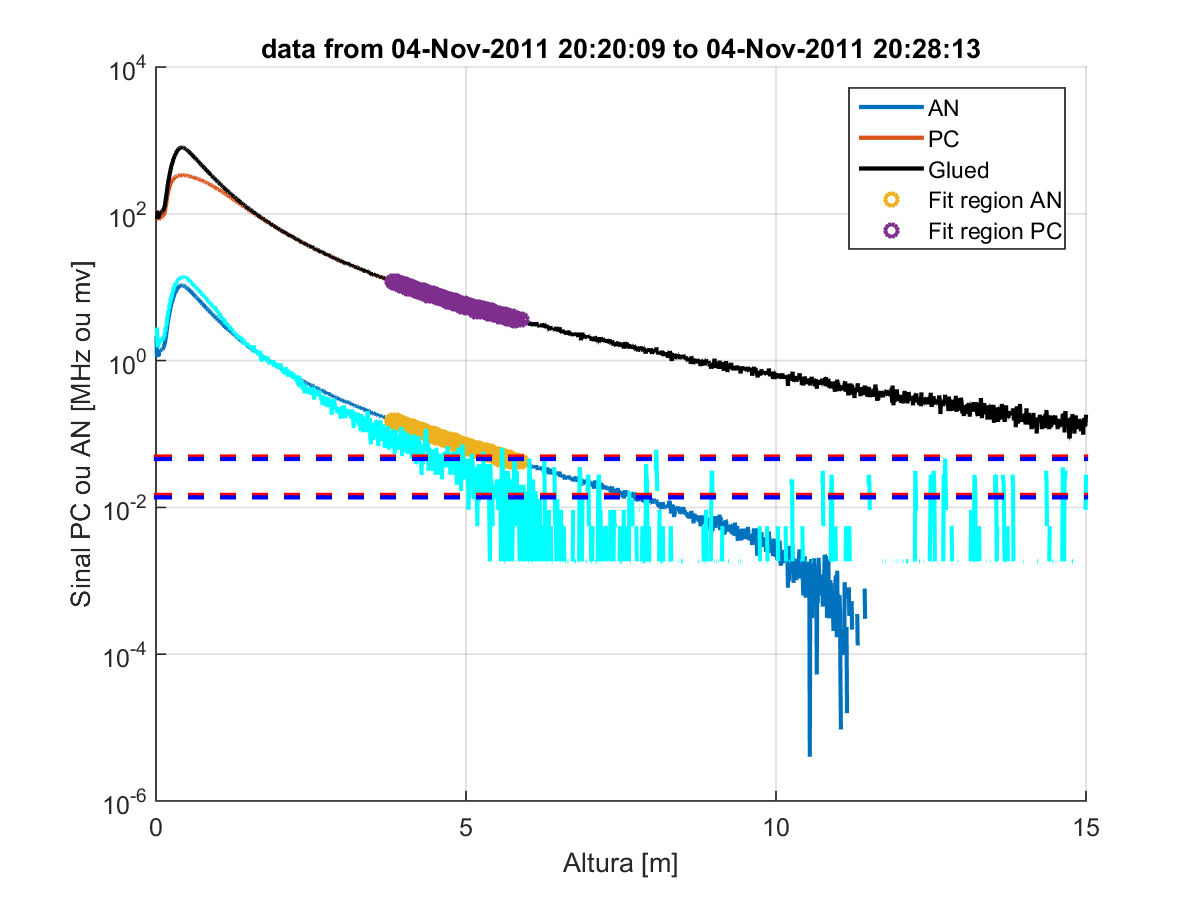 data from 04-Nov-2011 20:20:09 to 04-Nov-2011 20:28:13
10^4
10^2
10^0
10^-2
10^-4
10^-6
Sinal PC ou AN [MHz ou mv]
AN
PC
Glued
Fit region AN
Fit region PC
0
5
10
15
Altura [m]